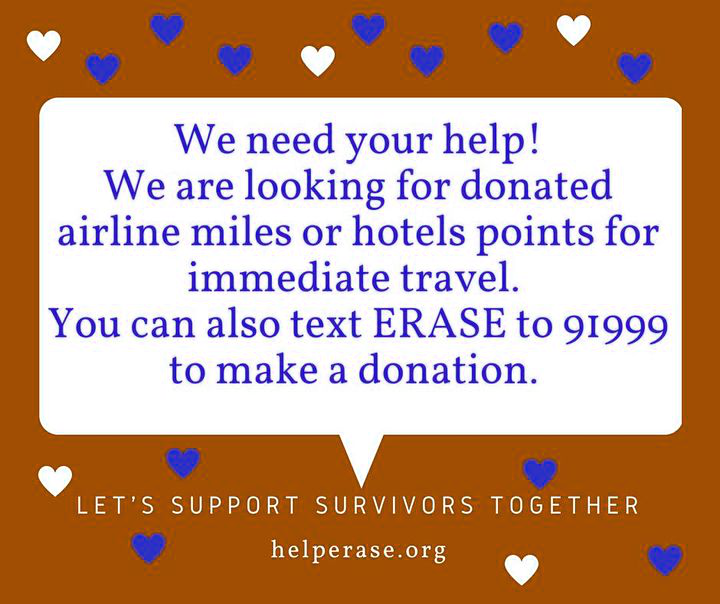 We need your help!
We are looking for donated
airline miles or hotels points for
immediate travel.
You can also text ERASE to 91999
to make a donation.
LET'S SUPPORT SURVIVORS TOGETHER
helperase.org